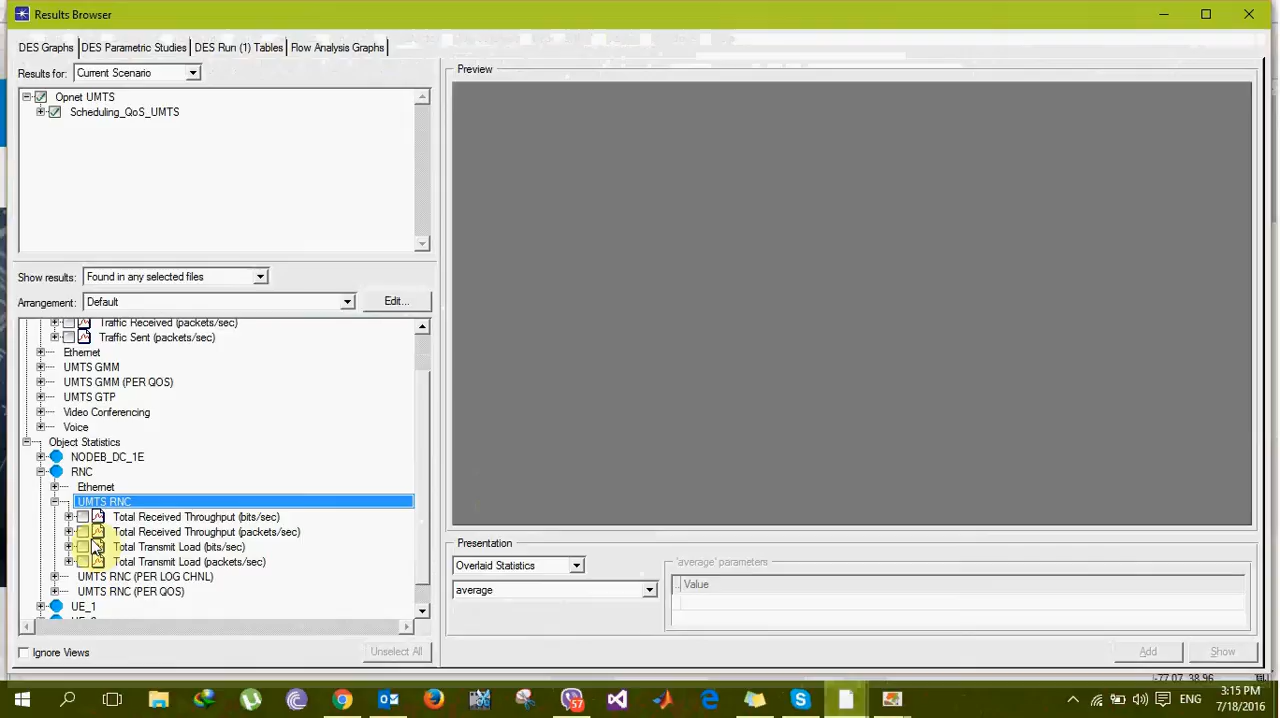 Results Browser
DES Graphs DES Parametric Studies DES Run (1) Tables Flow Analysis Graphs
Results for: Current Scenario
Opnet UMTS
Scheduling_QoS_UMTS
Show results: Found in any selected files
Arrangement: Default Edit...
Traffic Received (packets/sec)
Traffic Sent (packets/sec)
Ethernet
UMTS GMM
UMTS GMM (PER QOS)
UMTS GTP
Video Conferencing
Voice
Object Statistics
NODEB_DC_1E
RNC
Ethernet
UMTS RNC
Total Received Throughput (bits/sec)
Total Received Throughput (packets/sec)
Total Transmit Load (bits/sec)
Total Transmit Load (packets/sec)
UMTS RNC (PER LOG CHNL)
UMTS RNC (PER QOS)
UE_1
Ignore Views Unselect All
Preview
Presentation
Overlaid Statistics
average
'average' parameters
Value
Add Show
-77.07, 38.96
57
ENG
3:15 PM
7/18/2016